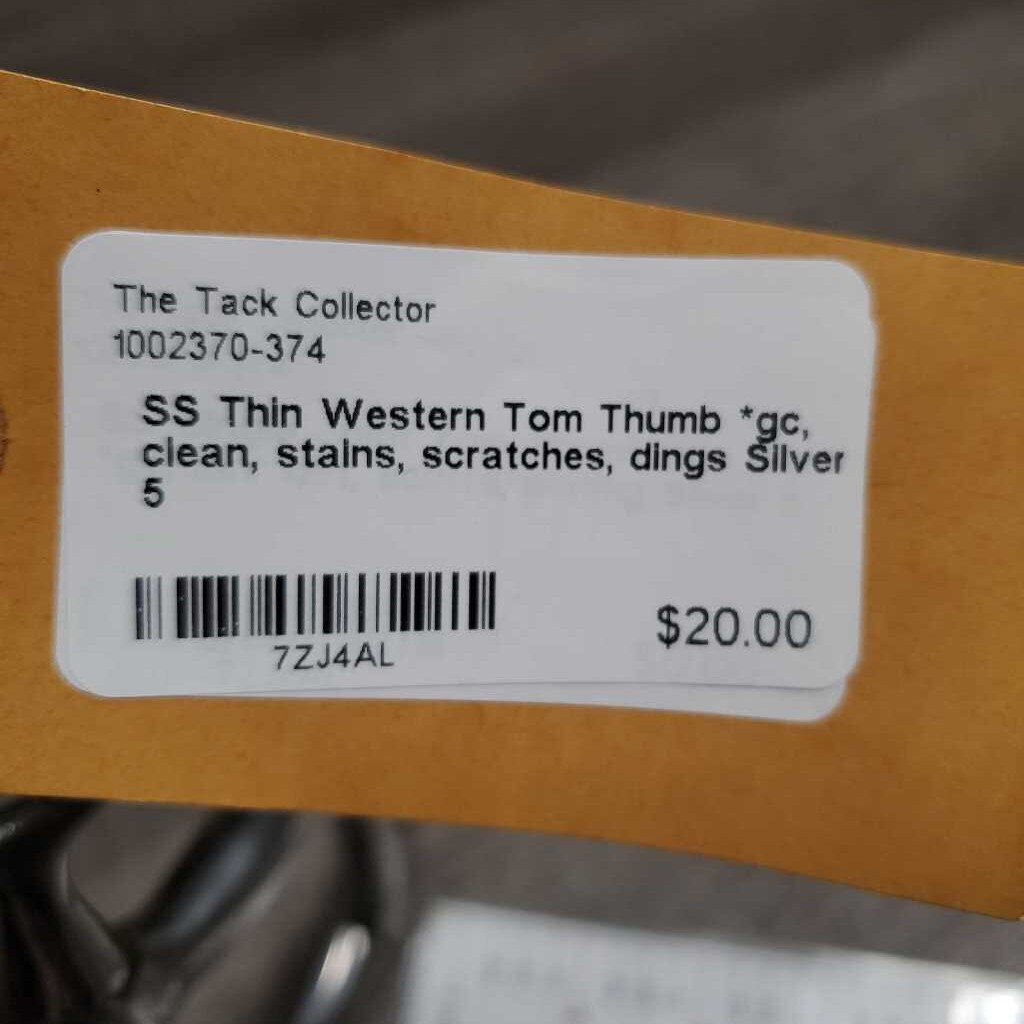 The Tack Collector
1002370-374
SS Thin Western Tom Thumb *gc,
clean, stains, scratches, dings Silver
5
7ZJ4AL
$20.00